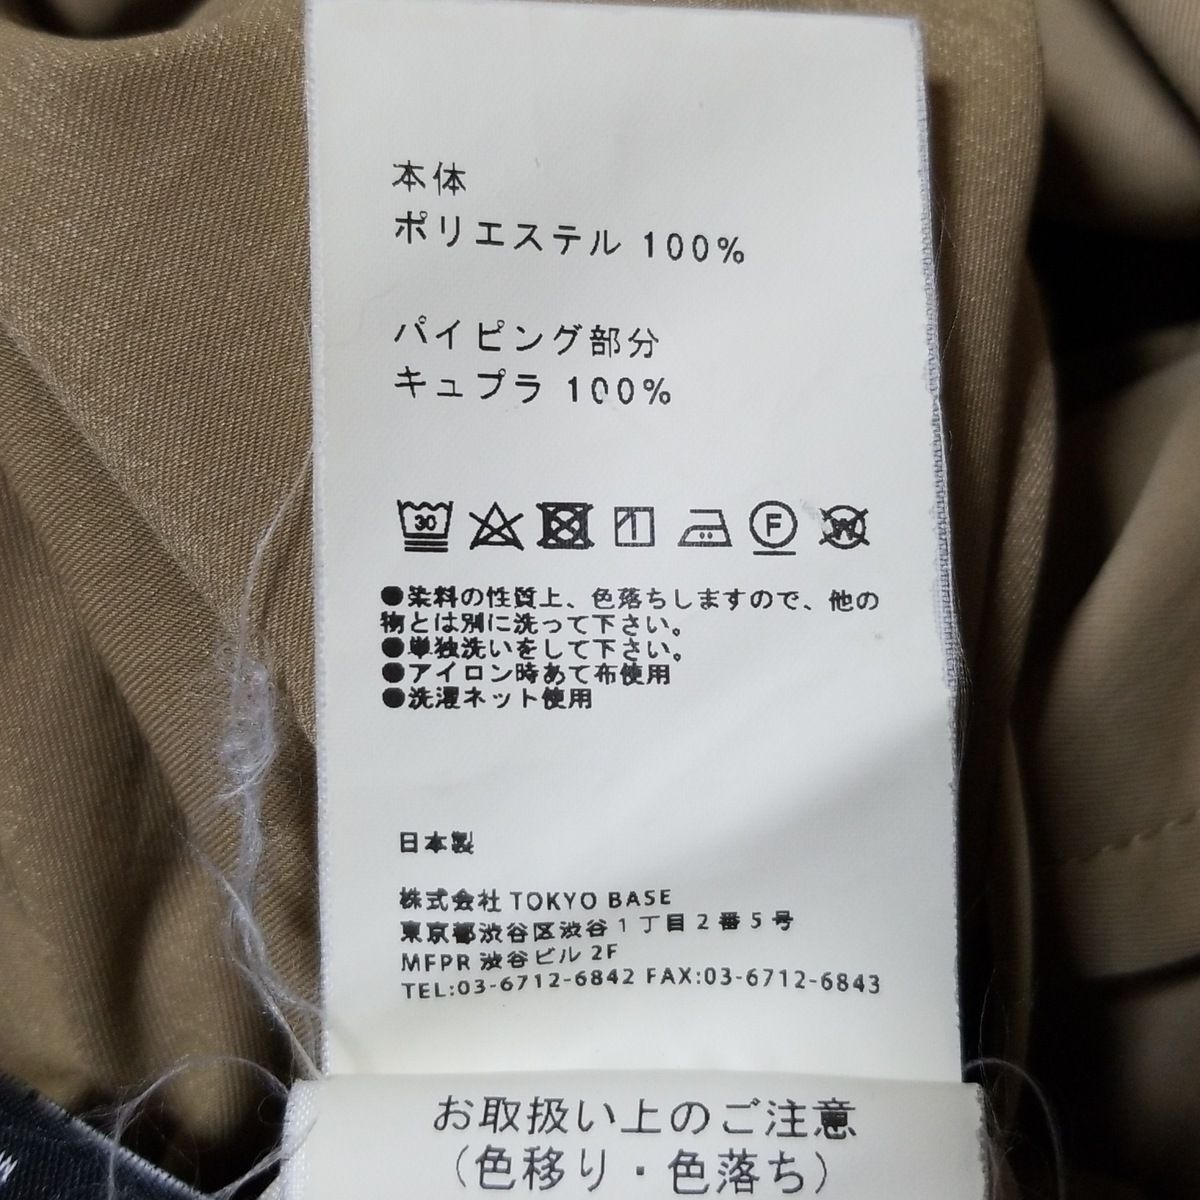 本体
ポリエステル 100%
パイピング部分
キュプラ 100%
30
F
W
●染料の性質上、色落ちしますので、他の
物とは別に洗って下さい。
●単独洗いをして下さい。
●アイロン時あて布使用
●洗濯ネット使用
日本製
株式会社 TOKYO BASE
東京都渋谷区渋谷1丁目2番5号
MFPR 渋谷ビル 2F
TEL:03-6712-6842 FAX:03-6712-6843
お取扱い上のご注意
(色移り・色落ち)